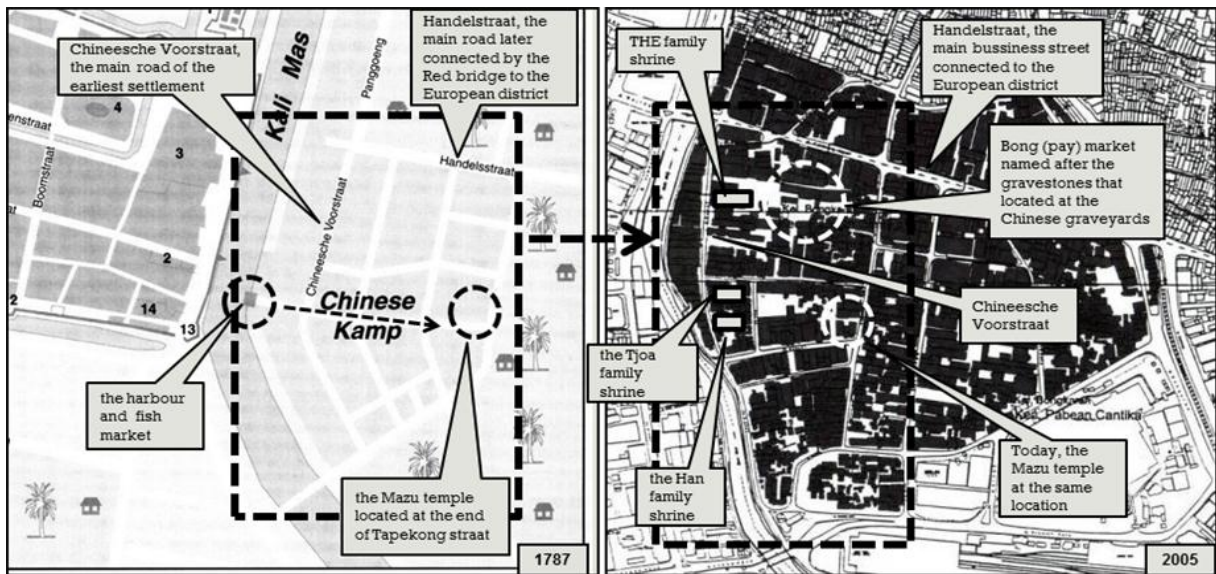 Chineesche Voorstraat,
the main road of the
earliest settlement
Kali Mas
Panggoeng
Handelstraat, the
main road later
connected by the
Red bridge to the
European district
4
enstraat
3
Boomstraat
Handelsstraat
Chineesche Voorstraat
2
2
14
13
Chinese
Kamp
the harbour
and fish
market
the Mazu temple
located at the end
of Tapekong straat
1787
THE family
shrine
Handelstraat, the
main bussiness street
connected to the
European district
Bong (pay) market
named after the
gravestones that
located at the
Chinese graveyards
Chineesche
Voorstraat
the Tjoa
family
shrine
the Han
family
shrine
Kec. Pabean Cantika
Today, the
Mazu temple
at the same
location
2005